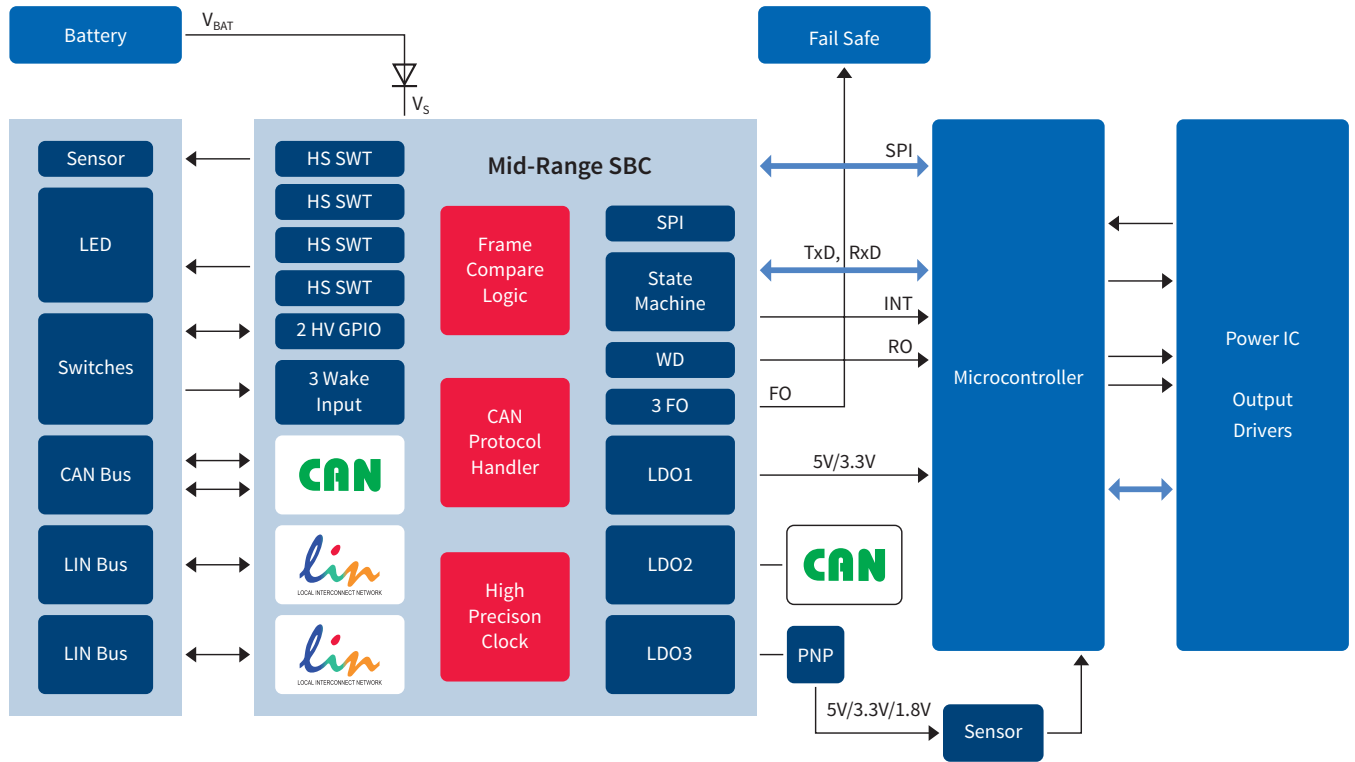 Battery
V_BAT
V_S
Fail Safe
Sensor
LED
Switches
CAN Bus
LIN Bus
LIN Bus
Mid-Range SBC
HS SWT
HS SWT
HS SWT
HS SWT
2 HV GPIO
3 Wake
Input
CAN
lin
LOCAL INTERCONNECT NETWORK
lin
LOCAL INTERCONNECT NETWORK
Frame
Compare
Logic
CAN
Protocol
Handler
High
Precison
Clock
SPI
State
Machine
WD
3 FO
LDO1
LDO2
LDO3
SPI
TxD, RxD
INT
RO
FO
5V/3.3V
CAN
PNP
5V/3.3V/1.8V
Sensor
Microcontroller
Power IC
Output
Drivers